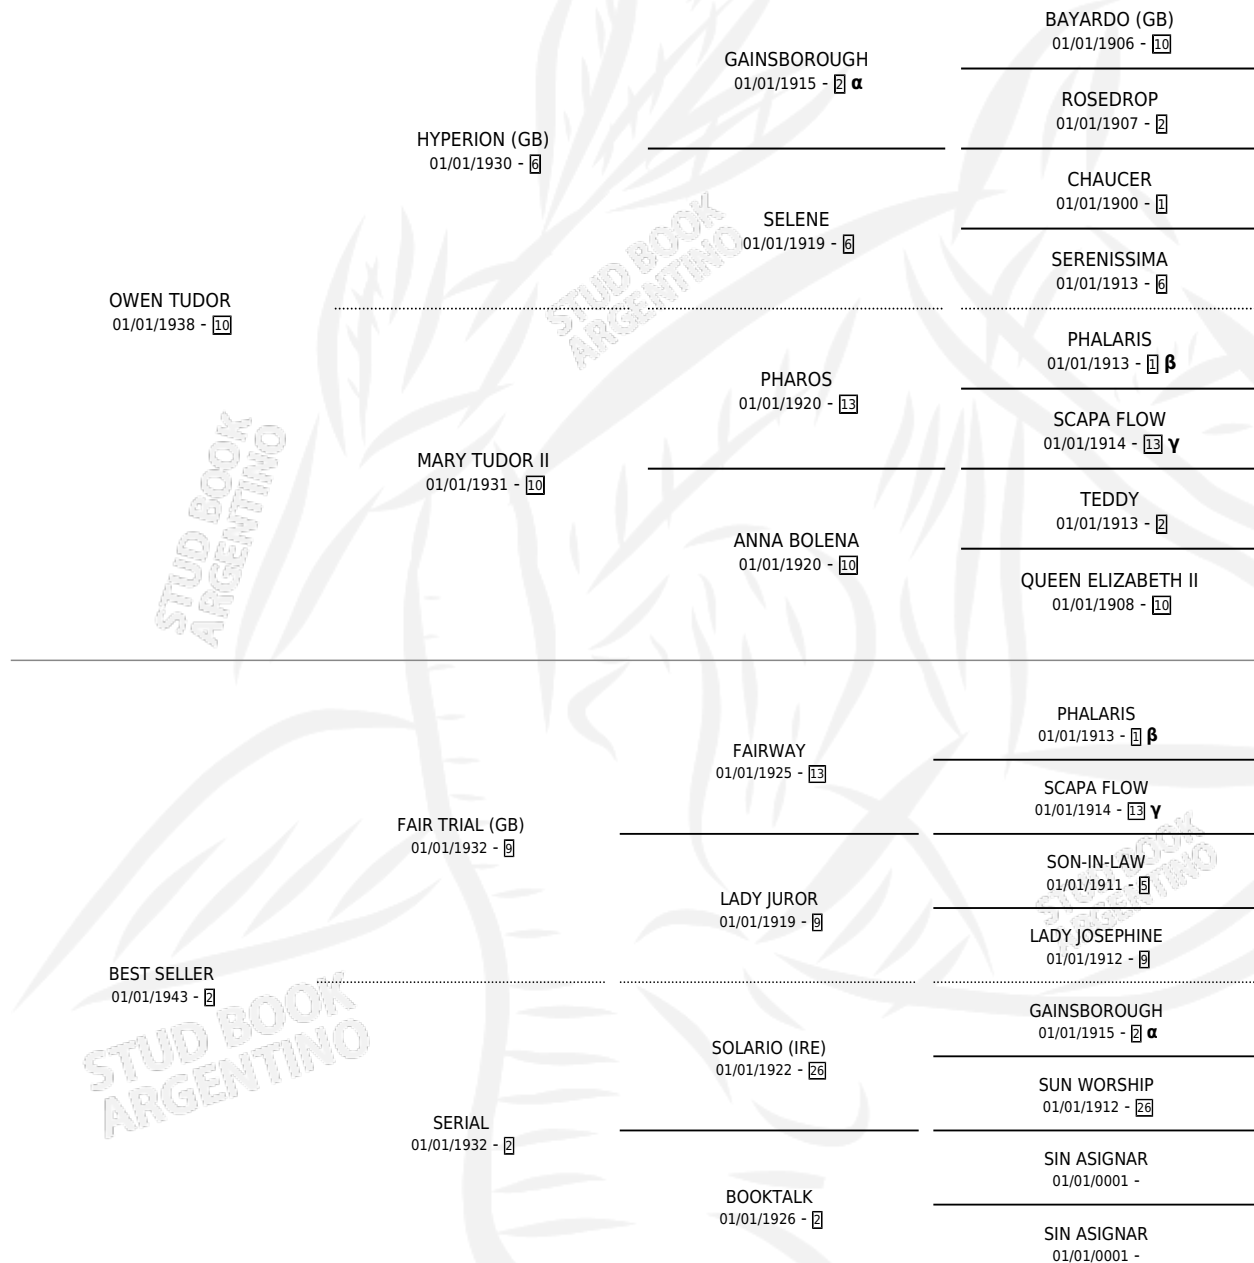 BAYARDO (GB)
01/01/1906 - 10
GAINSBOROUGH
01/01/1915 - 2 α
ROSEDROP
01/01/1907 - 2
HYPERION (GB)
01/01/1930 - 6
CHAUCER
01/01/1900 - 1
SELENE
01/01/1919 - 6
SERENISSIMA
01/01/1913 - 6
OWEN TUDOR
01/01/1938 - 10
PHALARIS
01/01/1913 - 1 β
PHAROS
01/01/1920 - 13
SCAPA FLOW
01/01/1914 - 13 γ
MARY TUDOR II
01/01/1931 - 10
TEDDY
01/01/1913 - 2
ANNA BOLENA
01/01/1920 - 10
QUEEN ELIZABETH II
01/01/1908 - 10
PHALARIS
01/01/1913 - 1 β
FAIRWAY
01/01/1925 - 13
SCAPA FLOW
01/01/1914 - 13 γ
FAIR TRIAL (GB)
01/01/1932 - 9
SON-IN-LAW
01/01/1911 - 5
LADY JUROR
01/01/1919 - 9
LADY JOSEPHINE
01/01/1912 - 9
BEST SELLER
01/01/1943 - 2
GAINSBOROUGH
01/01/1915 - 2 α
SOLARIO (IRE)
01/01/1922 - 26
SUN WORSHIP
01/01/1912 - 26
SERIAL
01/01/1932 - 2
SIN ASIGNAR
01/01/0001 -
BOOKTALK
01/01/1926 - 2
SIN ASIGNAR
01/01/0001 -
STUD BOOK
ARGENTINO
STUD BOOK
ARGENTINO
STUD BOOK
ARGENTINO
STUD BOOK
ARGENTINO